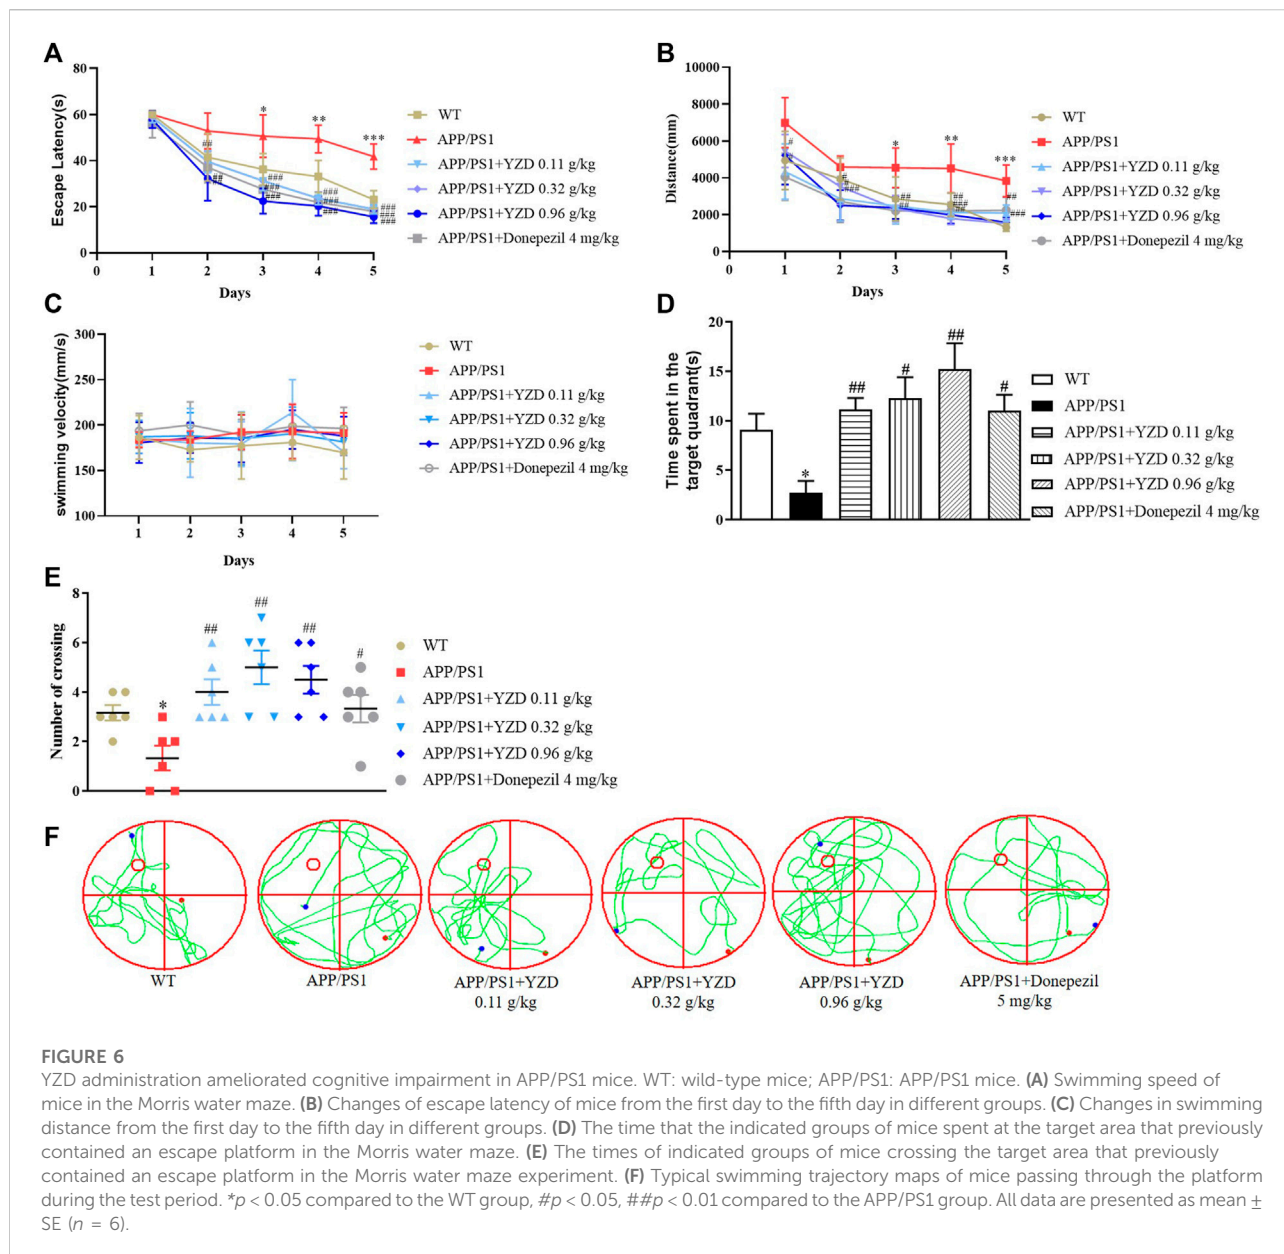 A
Escape Latency(s)
80
60
40
20
0
0
1
2
3
4
5
Days
*
**
***
##
##
###
###
###
###
###
###
###
###
###
WT
APP/PS1
APP/PS1+YZD 0.11 g/kg
APP/PS1+YZD 0.32 g/kg
APP/PS1+YZD 0.96 g/kg
APP/PS1+Donepezil 4 mg/kg
B
Distance(mm)
10000
8000
6000
4000
2000
0
0
1
2
3
4
5
Days
*
**
***
#
#
#
###
##
##
##
###
##
##
###
WT
APP/PS1
APP/PS1+YZD 0.11 g/kg
APP/PS1+YZD 0.32 g/kg
APP/PS1+YZD 0.96 g/kg
APP/PS1+Donepezil 4 mg/kg
C
swimming velocity(mm/s)
300
250
200
150
100
1
2
3
4
5
Days
WT
APP/PS1
APP/PS1+YZD 0.11 g/kg
APP/PS1+YZD 0.32 g/kg
APP/PS1+YZD 0.96 g/kg
APP/PS1+Donepezil 4 mg/kg
D
Time spent in the
target quadrant(s)
20
15
10
5
0
*
##
#
##
#
WT
APP/PS1
APP/PS1+YZD 0.11 g/kg
APP/PS1+YZD 0.32 g/kg
APP/PS1+YZD 0.96 g/kg
APP/PS1+Donepezil 4 mg/kg
E
Number of crossing
8
6
4
2
0
*
##
##
##
#
WT
APP/PS1
APP/PS1+YZD 0.11 g/kg
APP/PS1+YZD 0.32 g/kg
APP/PS1+YZD 0.96 g/kg
APP/PS1+Donepezil 4 mg/kg
F
WT
APP/PS1
APP/PS1+YZD
0.11 g/kg
APP/PS1+YZD
0.32 g/kg
APP/PS1+YZD
0.96 g/kg
APP/PS1+Donepezil
5 mg/kg
FIGURE 6
YZD administration ameliorated cognitive impairment in APP/PS1 mice. WT: wild-type mice; APP/PS1: APP/PS1 mice. (A) Swimming speed of
mice in the Morris water maze. (B) Changes of escape latency of mice from the first day to the fifth day in different groups. (C) Changes in swimming
distance from the first day to the fifth day in different groups. (D) The time that the indicated groups of mice spent at the target area that previously
contained an escape platform in the Morris water maze. (E) The times of indicated groups of mice crossing the target area that previously
contained an escape platform in the Morris water maze experiment. (F) Typical swimming trajectory maps of mice passing through the platform
during the test period. *p < 0.05 compared to the WT group, #p < 0.05, ##p < 0.01 compared to the APP/PS1 group. All data are presented as mean ±
SE (n = 6).